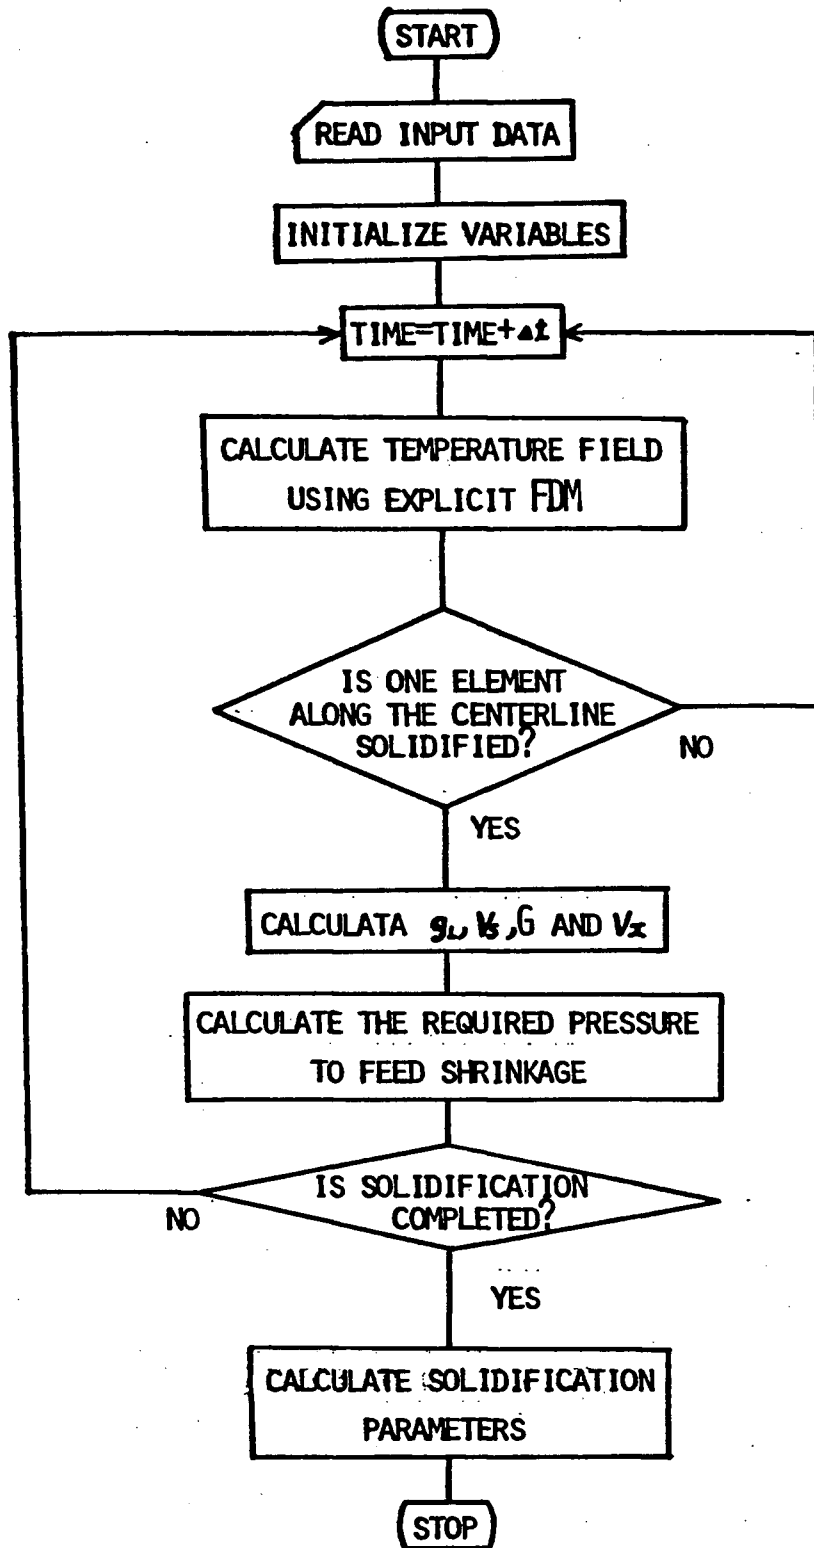 START
READ INPUT DATA
INITIALIZE VARIABLES
TIME=TIME+Δt
CALCULATE TEMPERATURE FIELD
USING EXPLICIT FDM
IS ONE ELEMENT
ALONG THE CENTERLINE
SOLIDIFIED?
NO
YES
CALCULATA gL, Vs, G AND Vx
CALCULATE THE REQUIRED PRESSURE
TO FEED SHRINKAGE
IS SOLIDIFICATION
COMPLETED?
NO
YES
CALCULATE SOLIDIFICATION
PARAMETERS
STOP